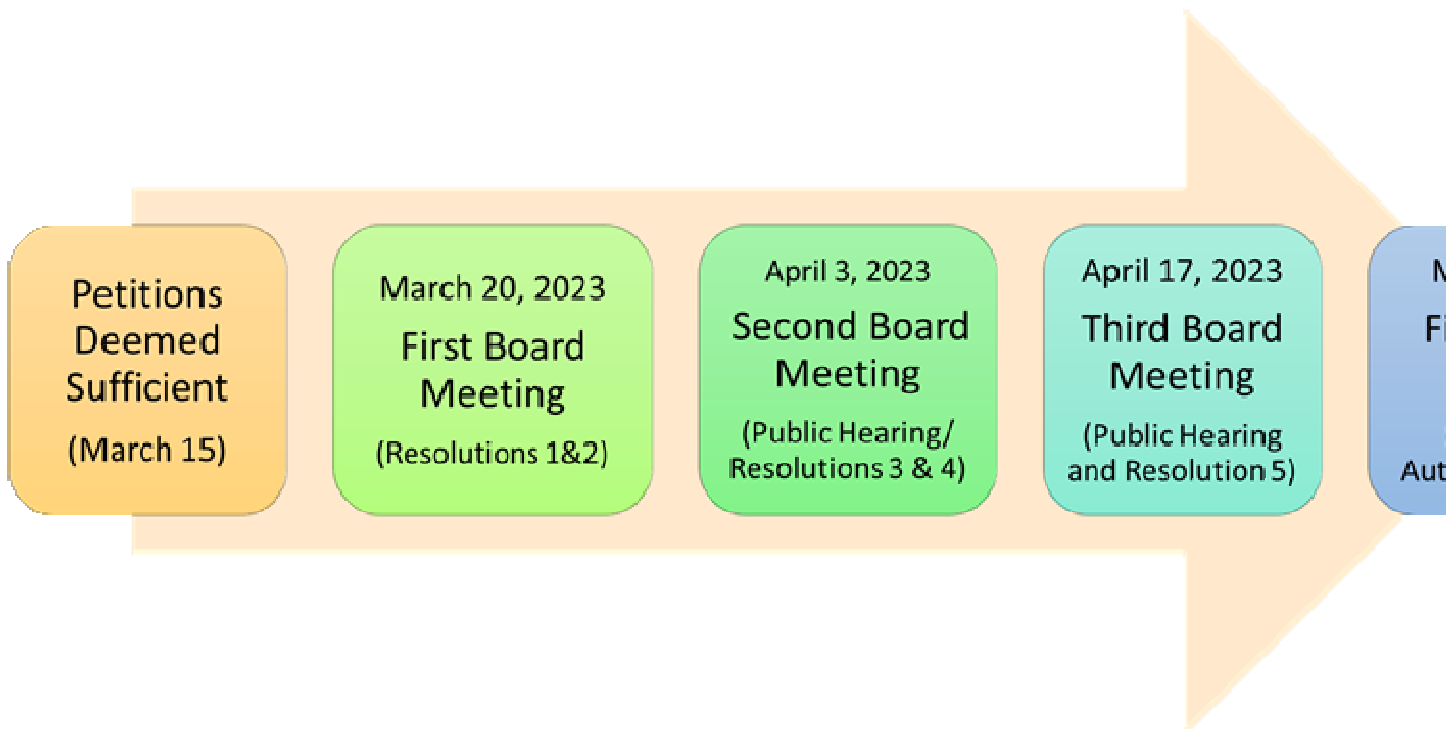 Petitions
Deemed
Sufficient
(March 15)
March 20, 2023
First Board
Meeting
(Resolutions 1&2)
April 3, 2023
Second Board
Meeting
(Public Hearing/
Resolutions 3 & 4)
April 17, 2023
Third Board
Meeting
(Public Hearing
and Resolution 5)